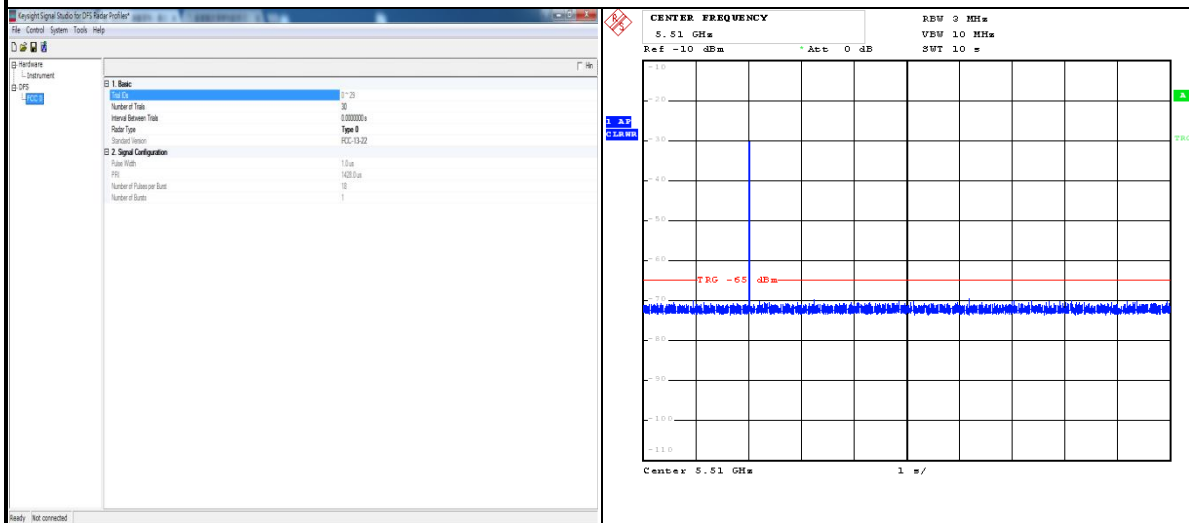 Keysight Signal Studio for DFS Radar Profiles*
File Control System Tools Help
Hardware
Instrument
DFS
FCC 0
1. Basic
Trial IDs 0~29
Number of Trials 30
Interval Between Trials 0.0000000 s
Radar Type Type 0
Standard Version FCC-13-22
2. Signal Configuration
Pulse Width 1.0 us
PRI 1428.0 us
Number of Pulses per Burst 18
Number of Bursts 1
Ready Not connected
R S
CENTER FREQUENCY
5.51 GHz
RBW 3 MHz
VBW 10 MHz
Ref -10 dBm *Att 0 dB SWT 10 s
-10
-20
A
1 AP
CLRWR
-30
-40
-50
-60
TRG -65 dBm
-70
-80
-90
-100
-110
Center 5.51 GHz 1 s/